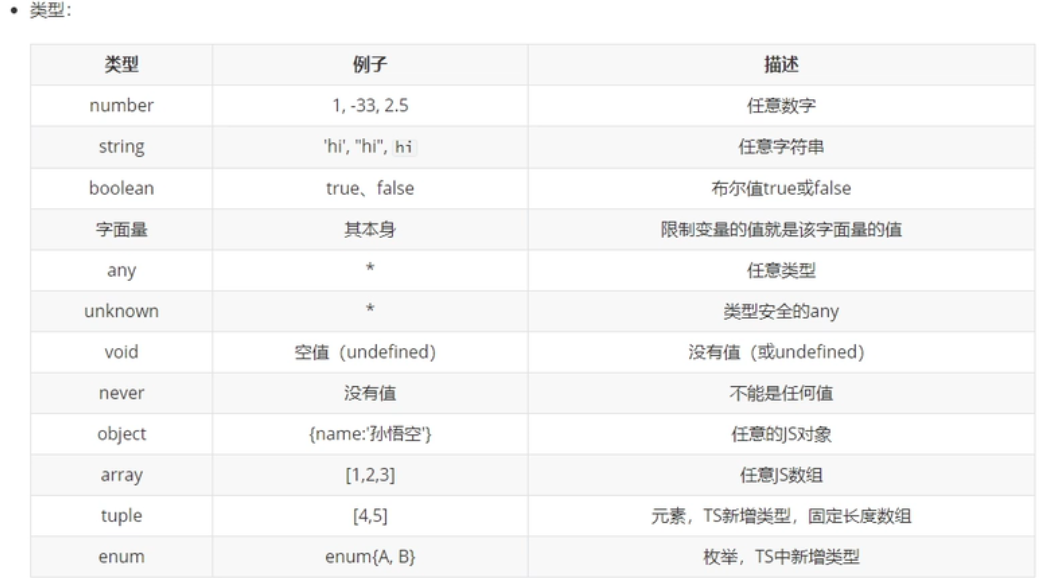 • 类型:
类型 例子 描述
number 1, -33, 2.5 任意数字
string 'hi', "hi", hi 任意字符串
boolean true、false 布尔值true或false
字面量 其本身 限制变量的值就是该字面量的值
any * 任意类型
unknown * 类型安全的any
void 空值（undefined） 没有值（或undefined）
never 没有值 不能是任何值
object {name:'孙悟空'} 任意的JS对象
array [1,2,3] 任意JS数组
tuple [4,5] 元素，TS新增类型，固定长度数组
enum enum{A, B} 枚举，TS中新增类型